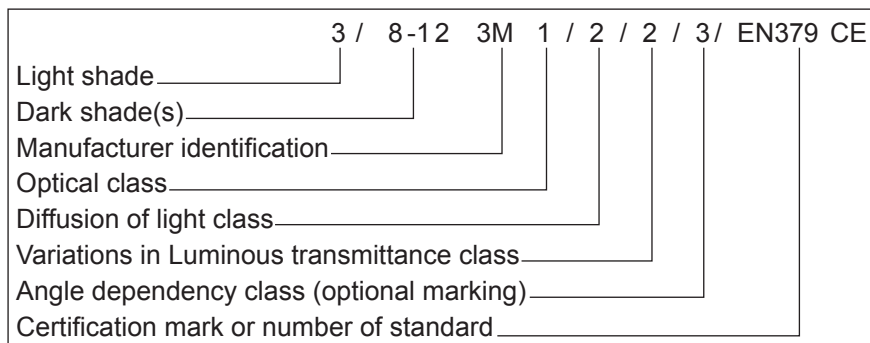 3 / 8-12 3M 1 / 2 / 2 / 3/ EN379 CE
Light shade
Dark shade(s)
Manufacturer identification
Optical class
Diffusion of light class
Variations in Luminous transmittance class
Angle dependency class (optional marking)
Certification mark or number of standard